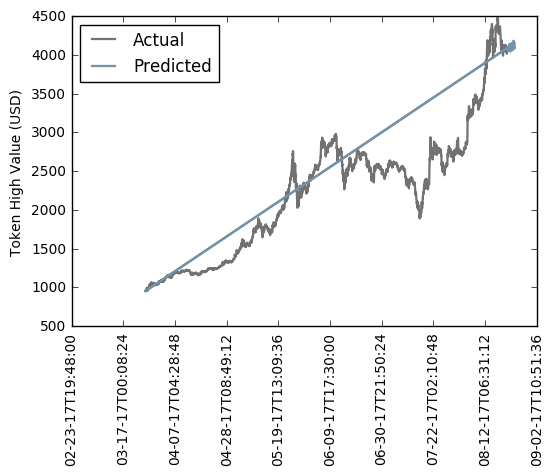 4500
4000
3500
3000
2500
2000
1500
1000
500
Token High Value (USD)
Actual
Predicted
02-23-17T19:48:00
03-17-17T00:08:24
04-07-17T04:28:48
04-28-17T08:49:12
05-19-17T13:09:36
06-09-17T17:30:00
06-30-17T21:50:24
07-22-17T02:10:48
08-12-17T06:31:12
09-02-17T10:51:36